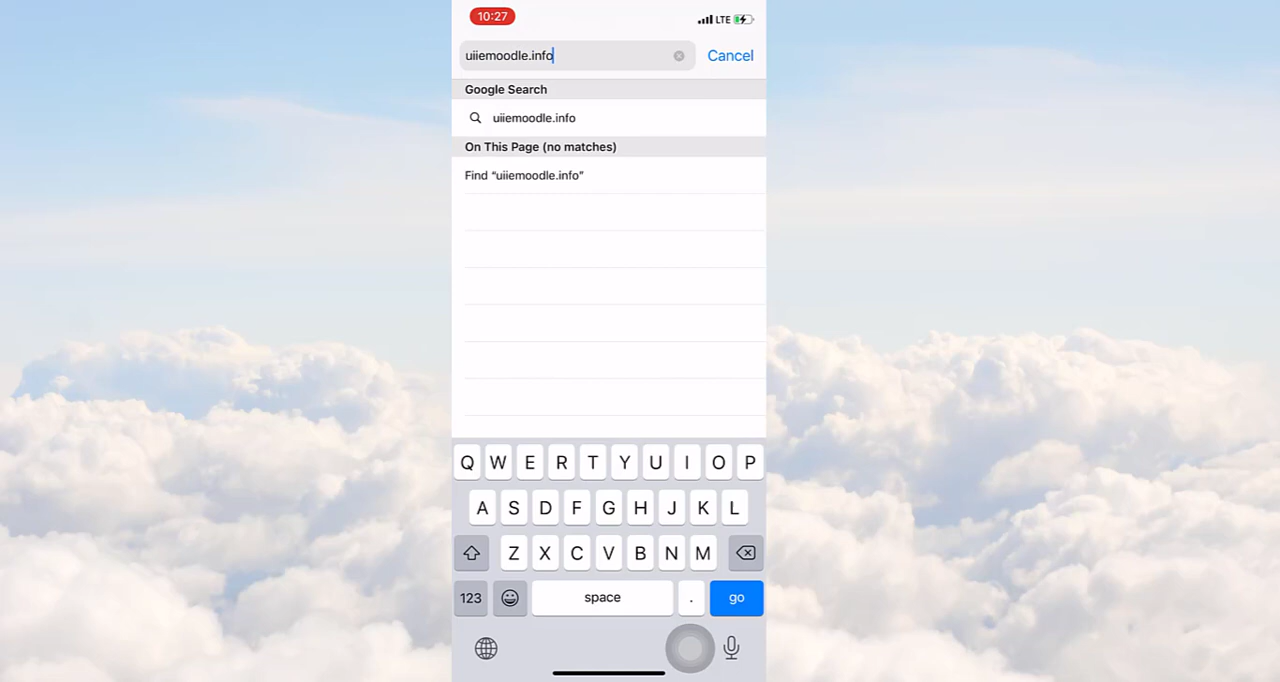 10:27
LTE
uiiemoodle.info
Cancel
Google Search
uiiemoodle.info
On This Page (no matches)
Find “uiiemoodle.info”
Q W E R T Y U I O P
A S D F G H J K L
Z X C V B N M
123 space . go